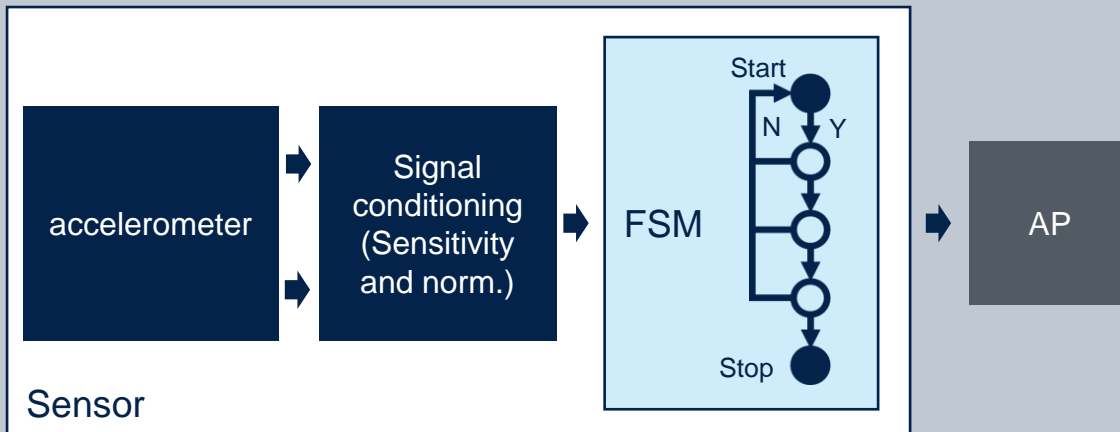 accelerometer
Signal
conditioning
(Sensitivity
and norm.)
FSM
Start
N
Y
Stop
AP
Sensor